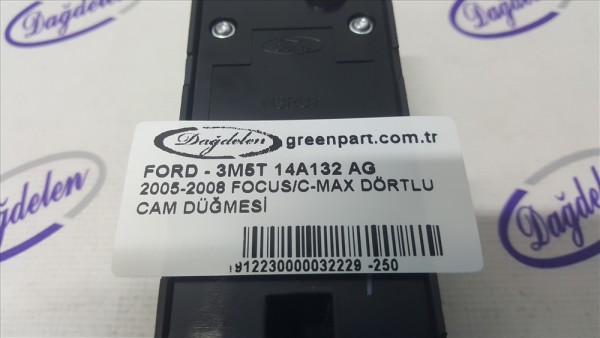 Dağdelen
Dağdelen
Dağdelen greenpart.com.tr
FORD - 3M5T 14A132 AG
2005-2008 FOCUS/C-MAX DÖRTLU
CAM DÜĞMESİ
912230000032229 -250
Dağdelen
Dağdelen